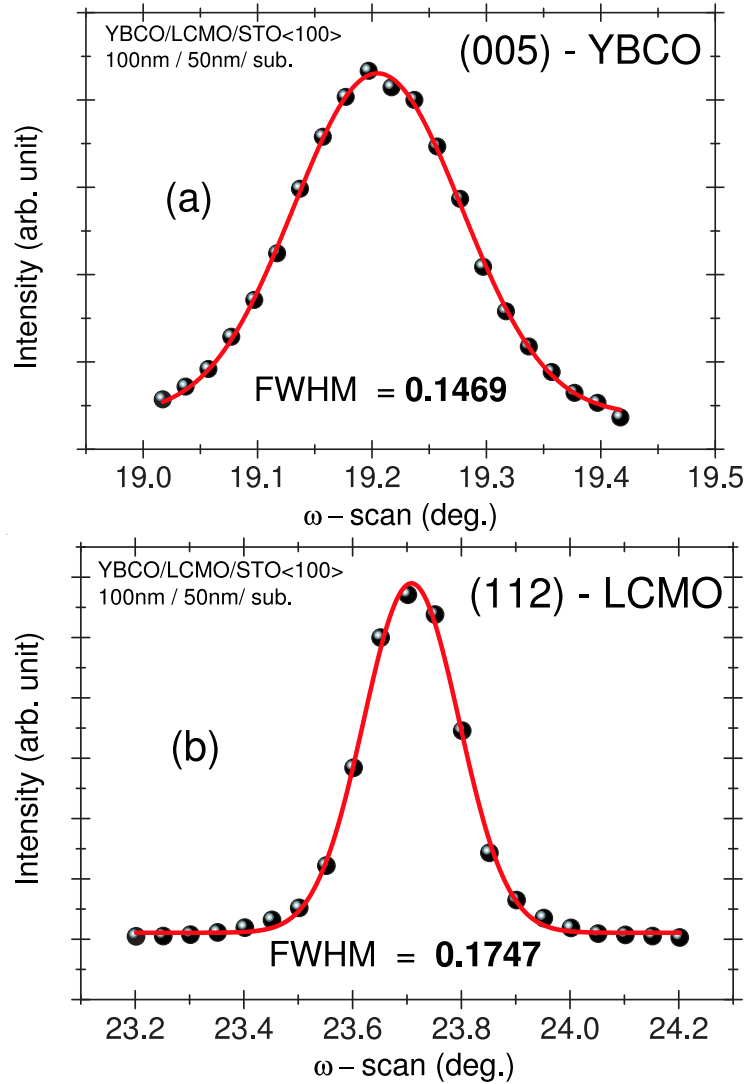 YBCO/LCMO/STO<100>
100nm / 50nm/ sub.
(005) - YBCO
(a)
Intensity (arb. unit)
FWHM = 0.1469
19.0 19.1 19.2 19.3 19.4 19.5
ω – scan (deg.)
YBCO/LCMO/STO<100>
100nm / 50nm/ sub.
(112) - LCMO
(b)
Intensity (arb. unit)
FWHM = 0.1747
23.2 23.4 23.6 23.8 24.0 24.2
ω – scan (deg.)